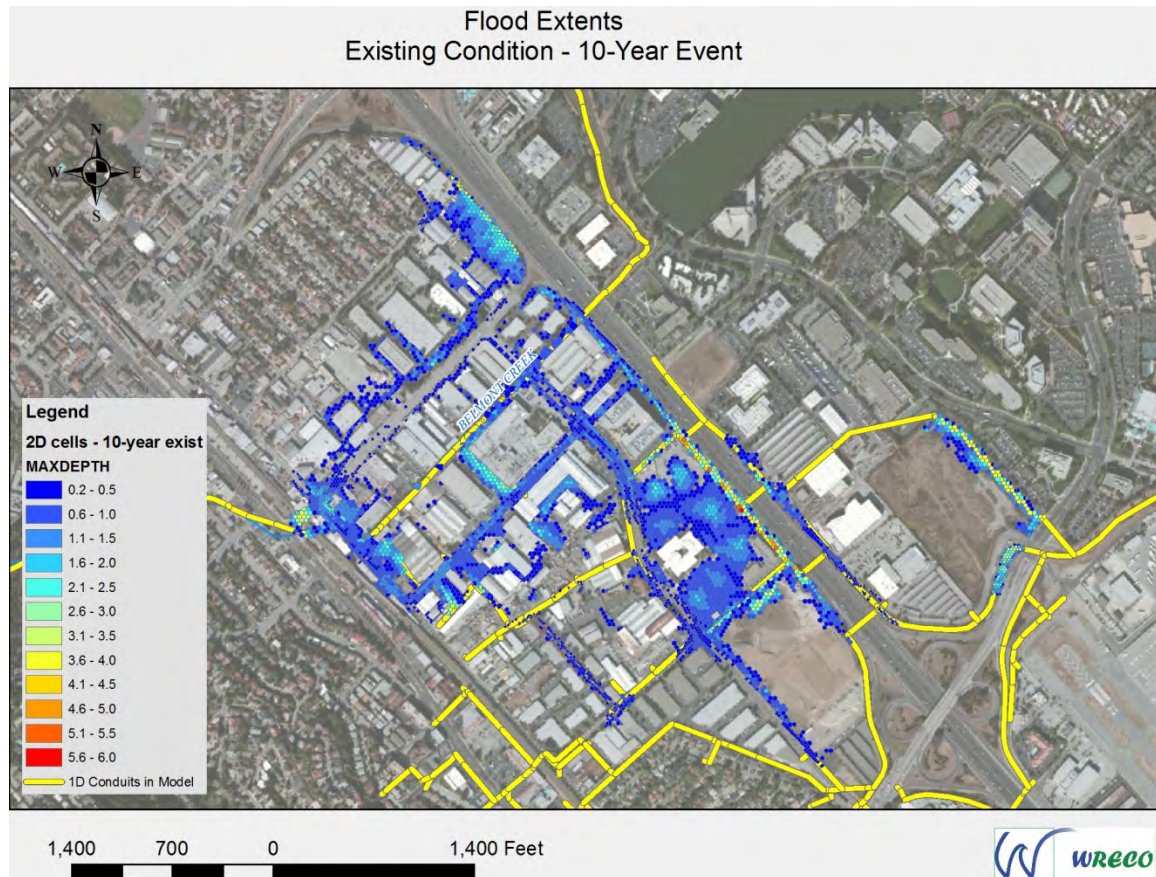 Flood Extents
Existing Condition - 10-Year Event
N
W E
S
BELMONT CREEK
Legend
2D cells - 10-year exist
MAXDEPTH
0.2 - 0.5
0.6 - 1.0
1.1 - 1.5
1.6 - 2.0
2.1 - 2.5
2.6 - 3.0
3.1 - 3.5
3.6 - 4.0
4.1 - 4.5
4.6 - 5.0
5.1 - 5.5
5.6 - 6.0
1D Conduits in Model
1,400 700 0 1,400 Feet
WRECO